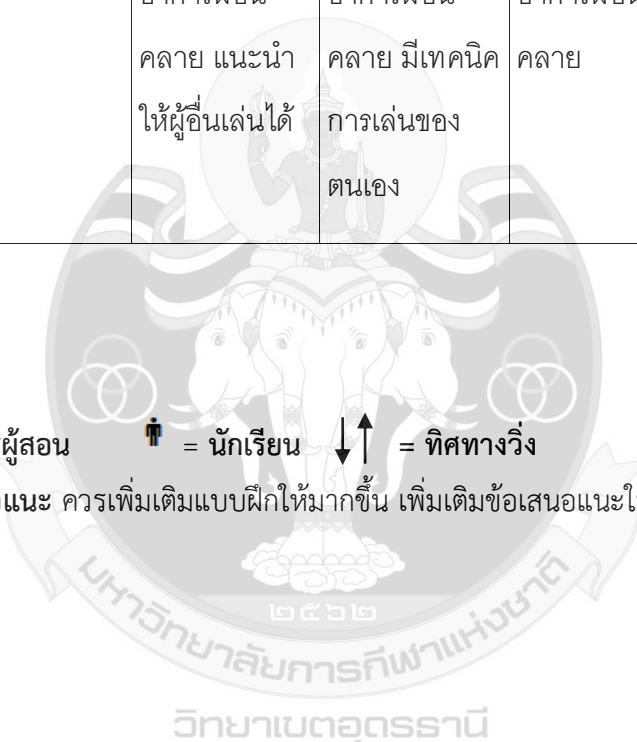 คลาย แนะนำ คลาย มีเทคนิค คลาย
ให้ผู้อื่นเล่นได้ การเล่นของ
ตนเอง
ผู้สอน = นักเรียน = ทิศทางวิ่ง
แนะ ควรเพิ่มเติมแบบฝึกให้มากขึ้น เพิ่มเติมข้อเสนอแนะ
๒๕๖๒
มหาวิทยาลัยการกีฬาแห่งชาติ
วิทยาเขตอุดรธานี